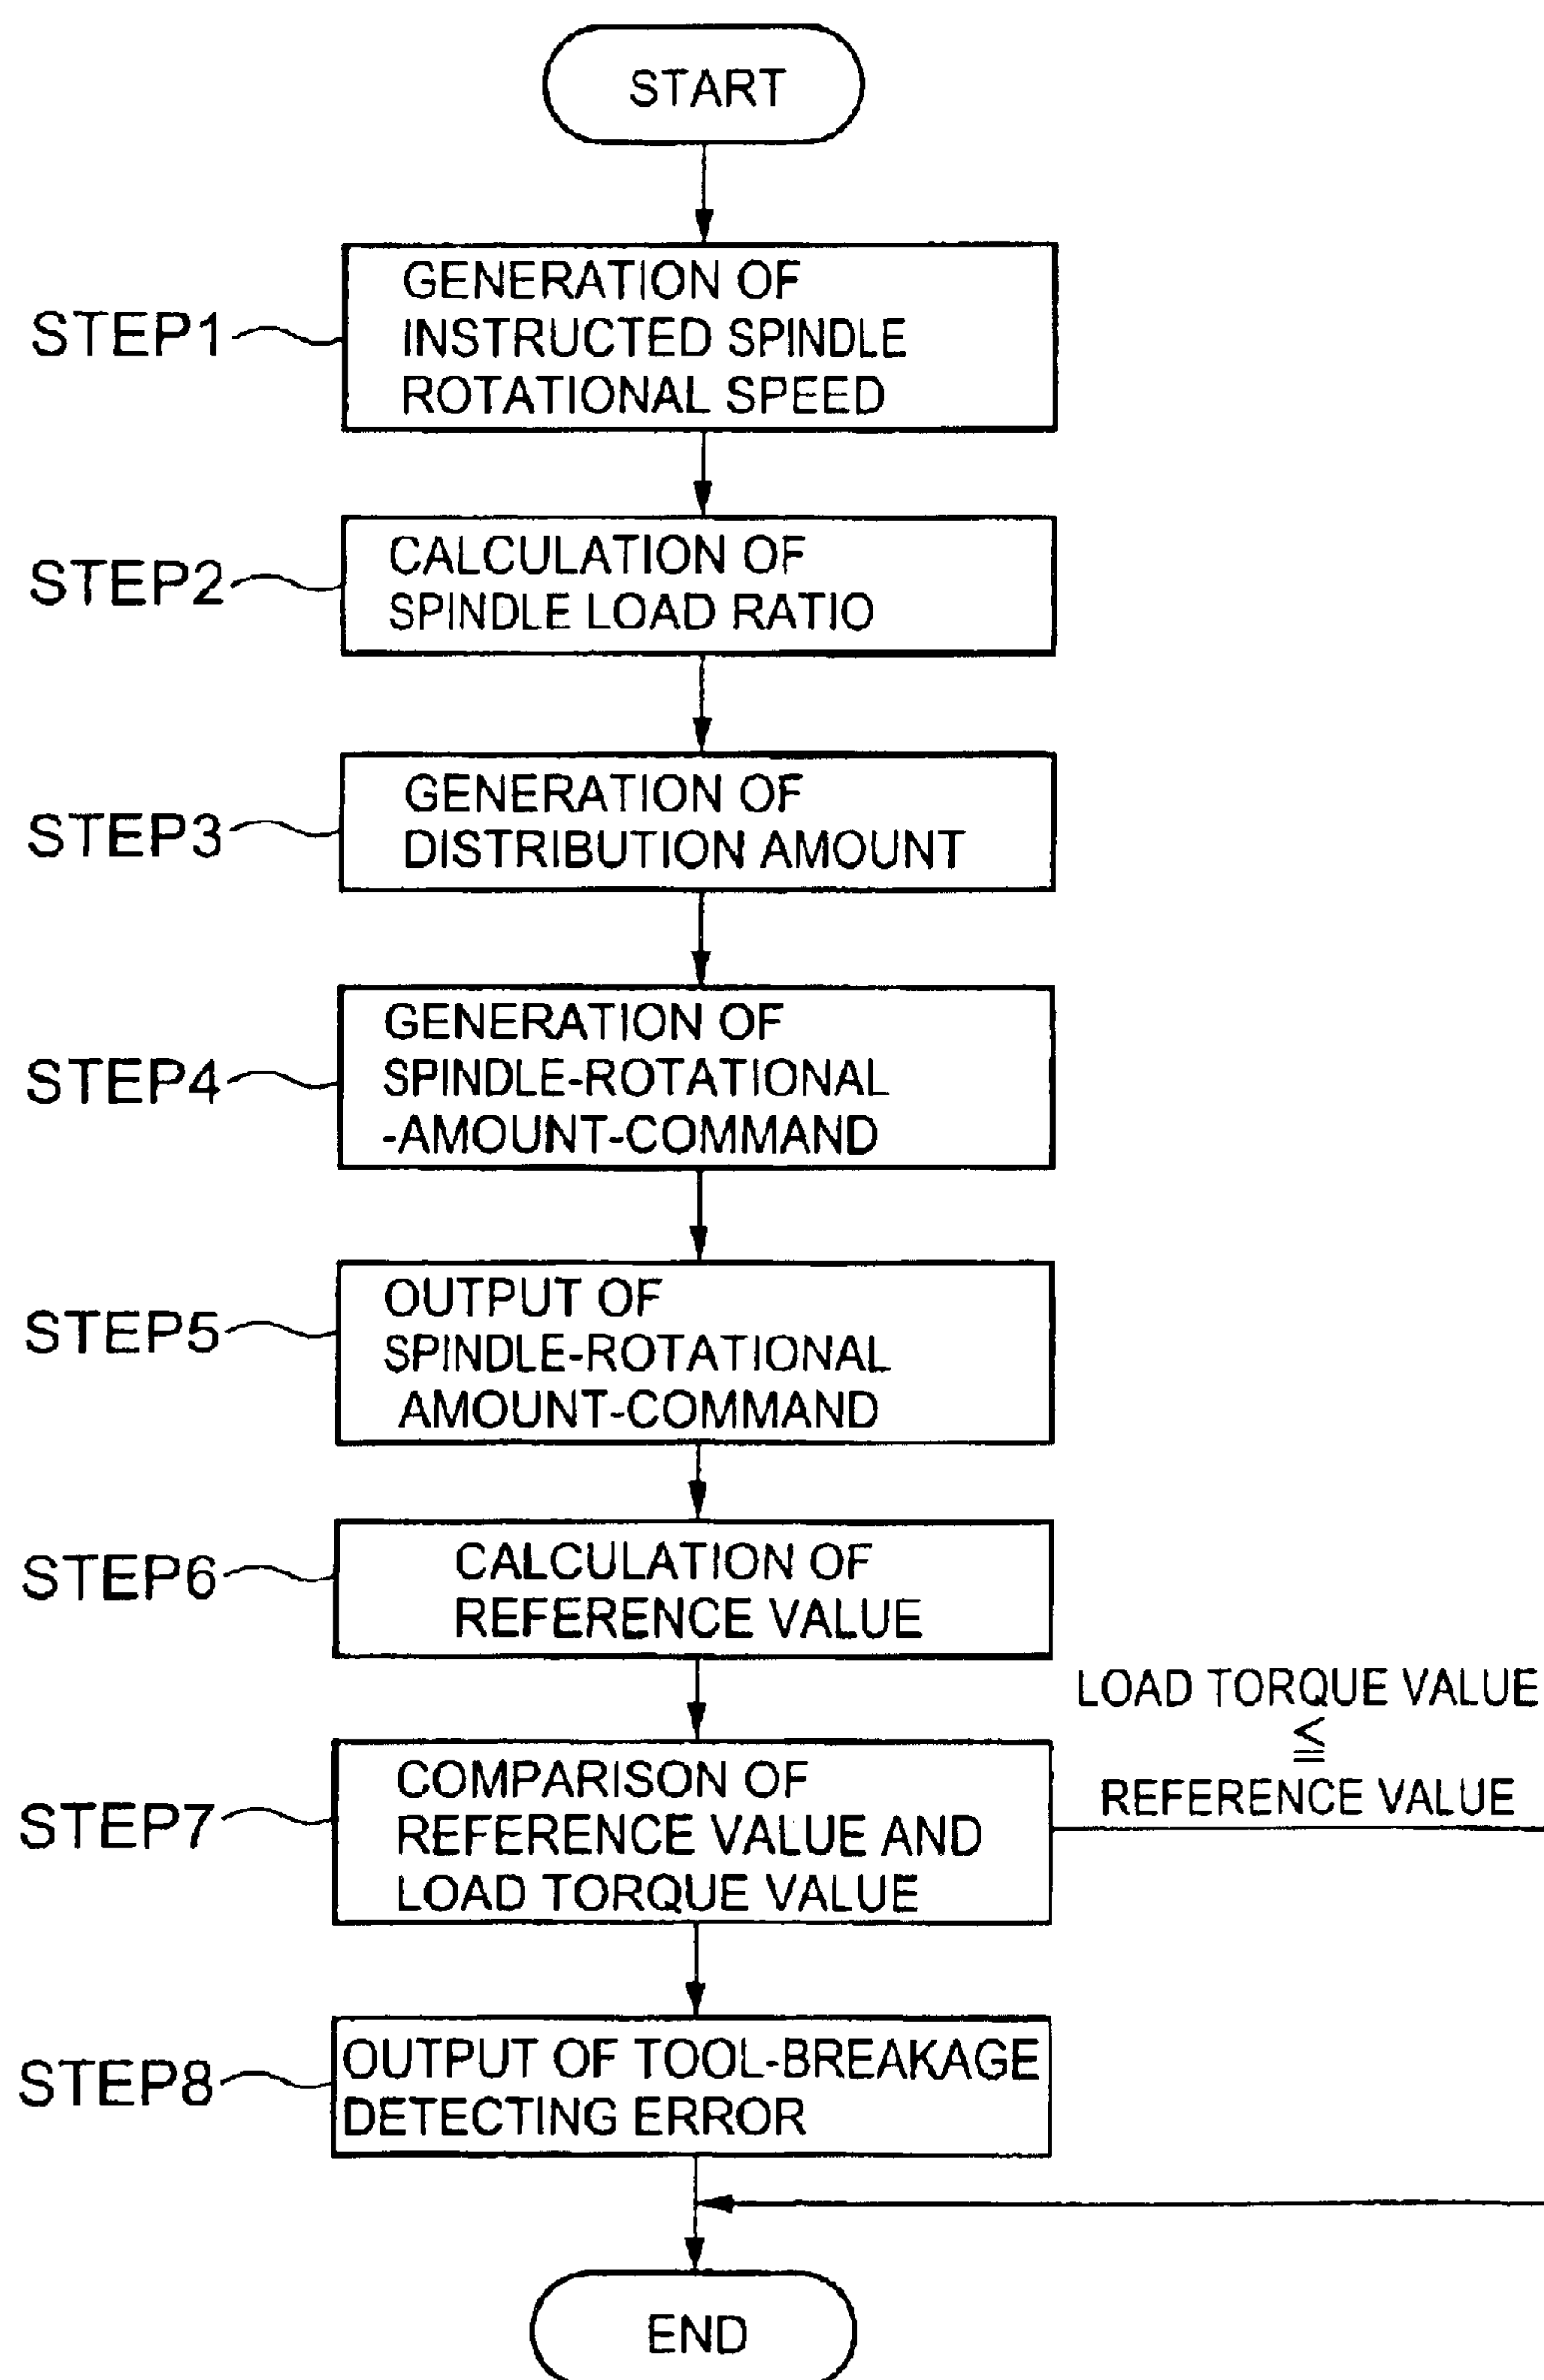 START
STEP1
GENERATION OF
INSTRUCTED SPINDLE
ROTATIONAL SPEED
STEP2
CALCULATION OF
SPINDLE LOAD RATIO
STEP3
GENERATION OF
DISTRIBUTION AMOUNT
STEP4
GENERATION OF
SPINDLE-ROTATIONAL
-AMOUNT-COMMAND
STEP5
OUTPUT OF
SPINDLE-ROTATIONAL
AMOUNT-COMMAND
STEP6
CALCULATION OF
REFERENCE VALUE
STEP7
COMPARISON OF
REFERENCE VALUE AND
LOAD TORQUE VALUE
LOAD TORQUE VALUE
≦
REFERENCE VALUE
STEP8
OUTPUT OF TOOL-BREAKAGE
DETECTING ERROR
END